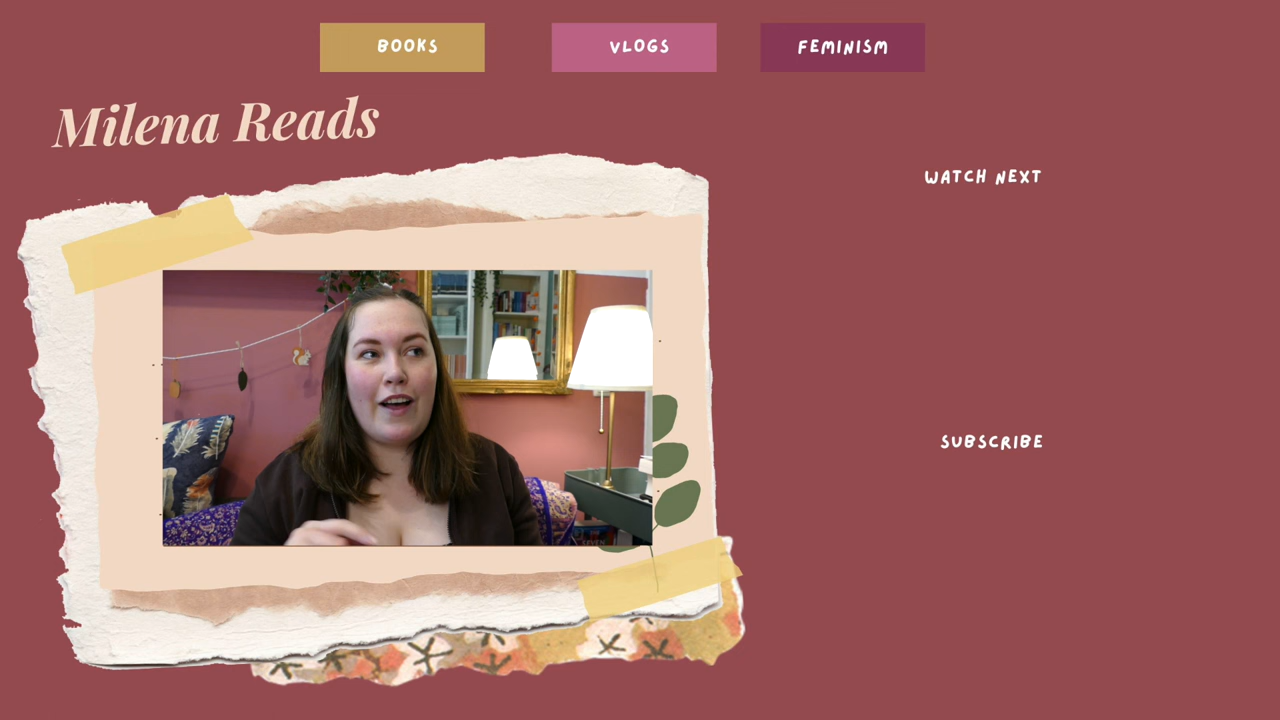 BOOKS
VLOGS
FEMINISM
Milena Reads
WATCH NEXT
SUBSCRIBE